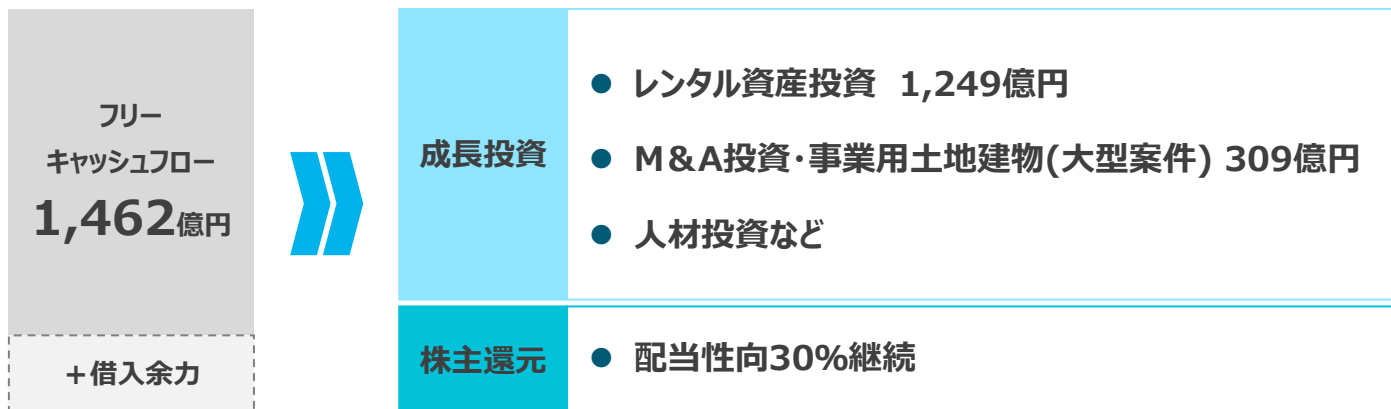 フリー
キャッシュフロー
1,462億円
+借入余力
成長投資
● レンタル資産投資 1,249億円
● M&A投資・事業用土地建物(大型案件) 309億円
● 人材投資など
株主還元
● 配当性向30%継続